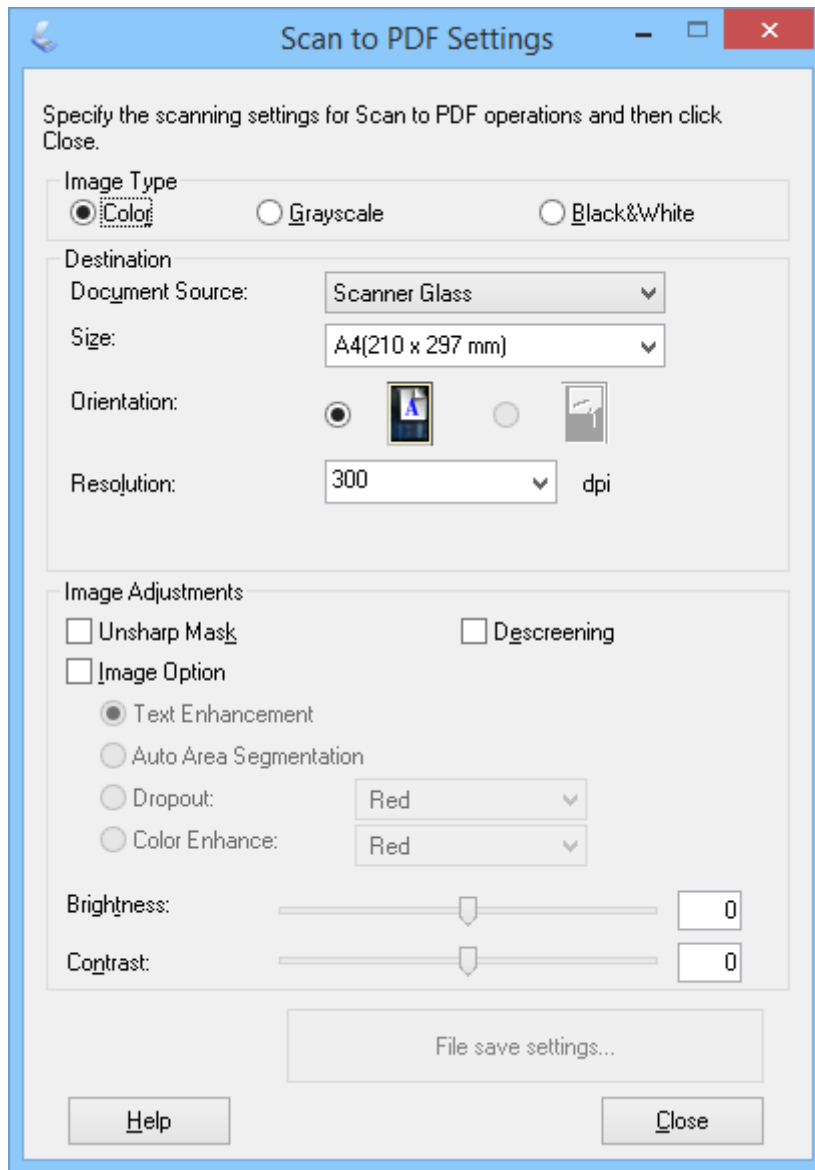 Scan to PDF Settings
Specify the scanning settings for Scan to PDF operations and then click
Close.
Image Type
Color
Grayscale
Black&White
Destination
Document Source: Scanner Glass
Size: A4(210 x 297 mm)
Orientation: A
Resolution: 300 dpi
Image Adjustments
Unsharp Mask
Descreening
Image Option
Text Enhancement
Auto Area Segmentation
Dropout: Red
Color Enhance: Red
Brightness: 0
Contrast: 0
File save settings...
Help
Close